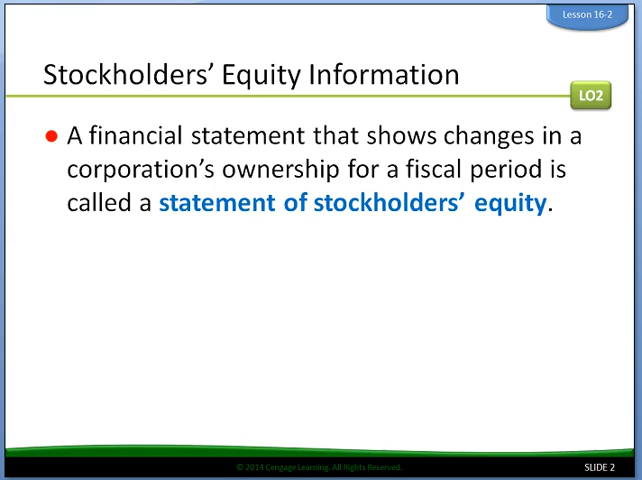 Lesson 16-2
Stockholders’ Equity Information
LO2
● A financial statement that shows changes in a
corporation’s ownership for a fiscal period is
called a statement of stockholders’ equity.
© 2014 Cengage Learning. All Rights Reserved.
SLIDE 2